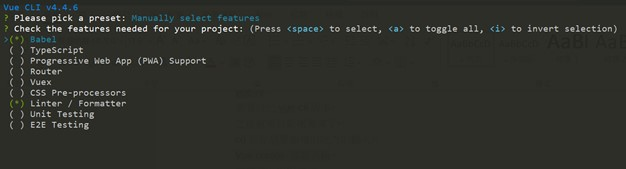 Vue CLI v4.4.6
? Please pick a preset: Manually select features
? Check the features needed for your project: (Press <space> to select, <a> to toggle all, <i> to invert selection)
>(*) Babel
( ) TypeScript
( ) Progressive Web App (PWA) Support
( ) Router
( ) Vuex
( ) CSS Pre-processors
(*) Linter / Formatter
( ) Unit Testing
( ) E2E Testing